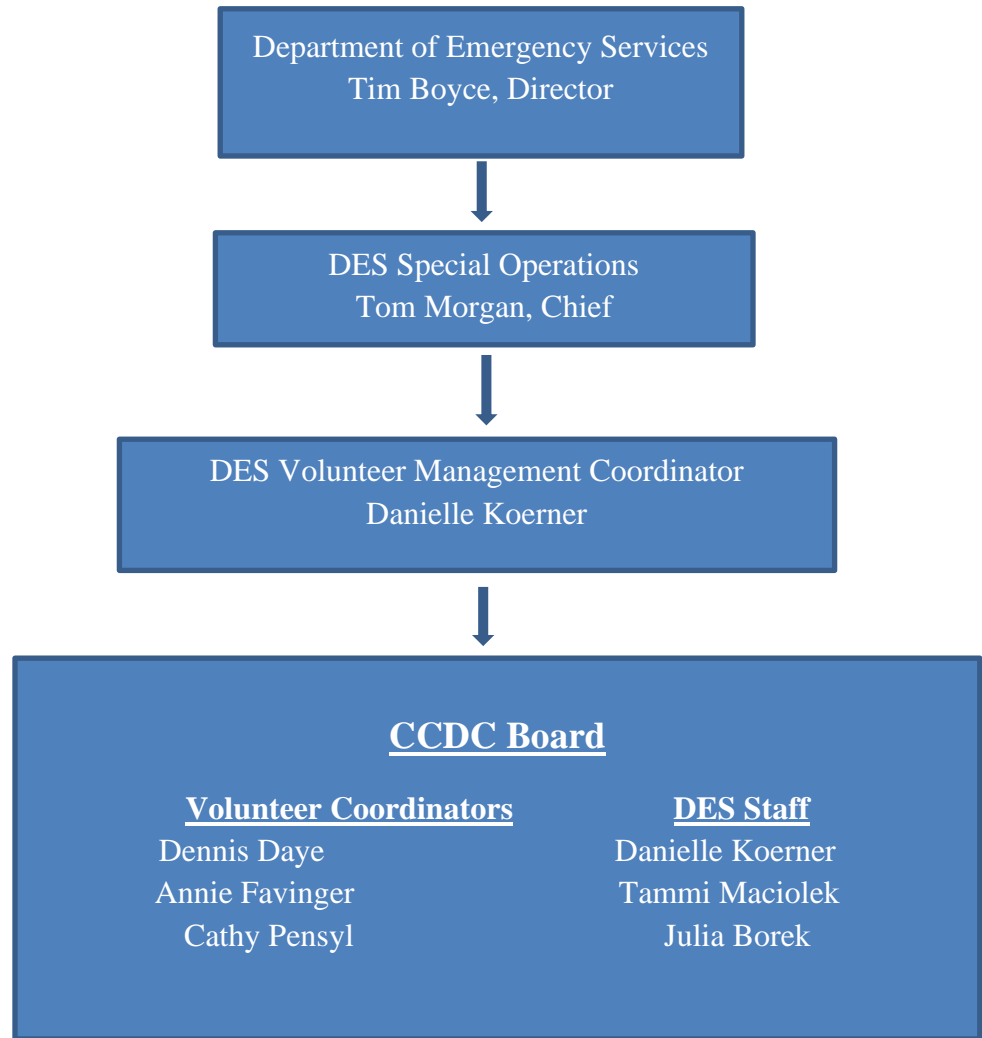 Department of Emergency Services
Tim Boyce, Director
DES Special Operations
Tom Morgan, Chief
DES Volunteer Management Coordinator
Danielle Koerner
CCDC Board
Volunteer Coordinators DES Staff
Dennis Daye Danielle Koerner
Annie Favinger Tammi Maciolek
Cathy Pensyl Julia Borek